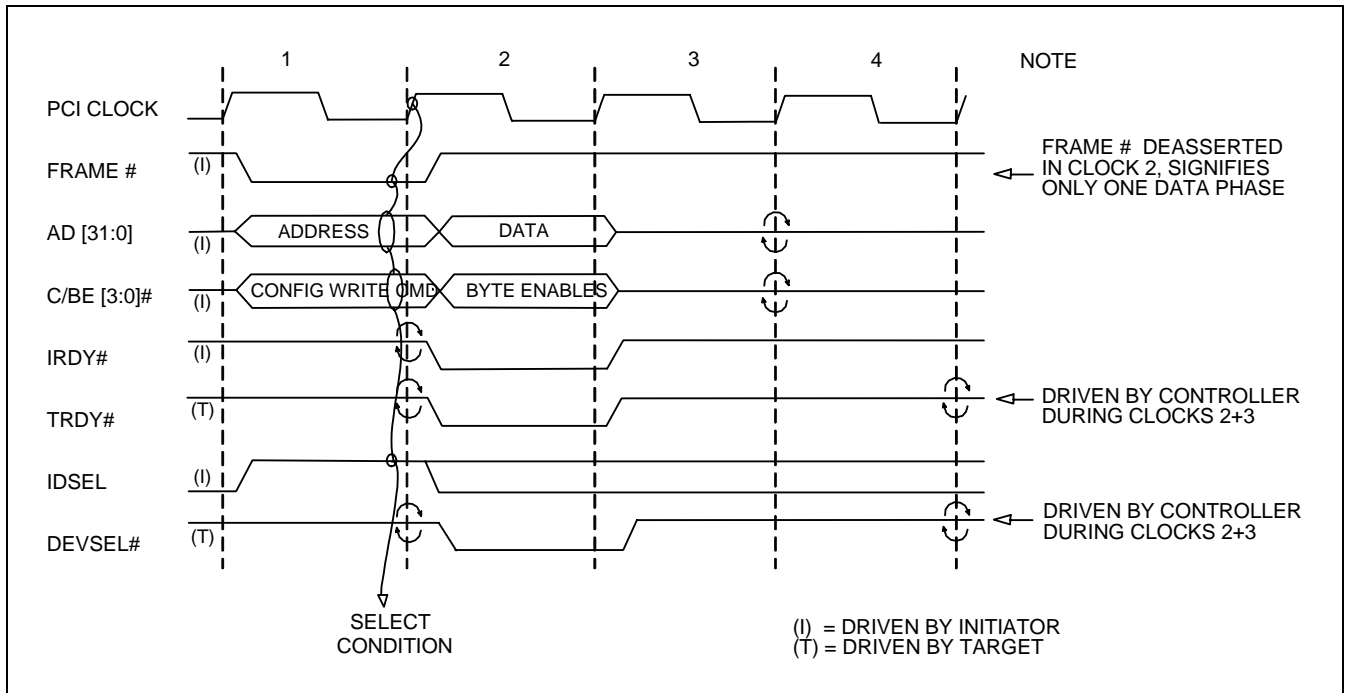 1 2 3 4 NOTE
PCI CLOCK
FRAME # (I)
FRAME # DEASSERTED
IN CLOCK 2, SIGNIFIES
ONLY ONE DATA PHASE
AD [31:0] (I) ADDRESS DATA
C/BE [3:0]# (I) CONFIG WRITE CMD BYTE ENABLES
IRDY# (I)
TRDY# (T)
DRIVEN BY CONTROLLER
DURING CLOCKS 2+3
IDSEL (I)
DEVSEL# (T)
DRIVEN BY CONTROLLER
DURING CLOCKS 2+3
SELECT
CONDITION
(I) = DRIVEN BY INITIATOR
(T) = DRIVEN BY TARGET